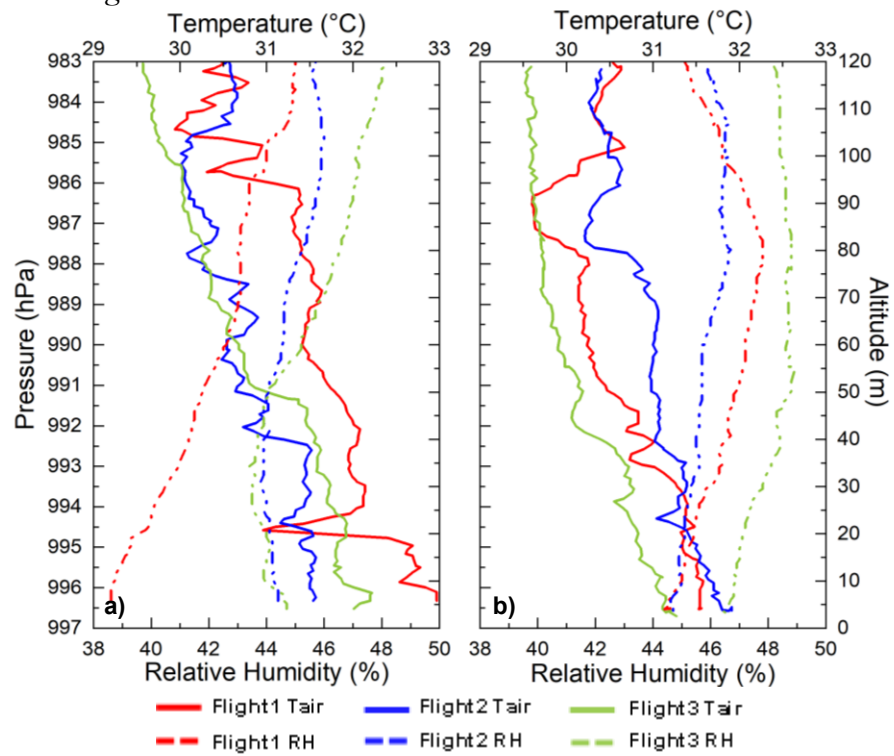 Temperature (°C)
29 30 31 32 33
Temperature (°C)
29 30 31 32 33
Pressure (hPa)
983
984
985
986
987
988
989
990
991
992
993
994
995
996
997
a)
b)
120
110
100
90
80
70
60
50
40
30
20
10
0
Altitude (m)
38 40 42 44 46 48 50
Relative Humidity (%)
38 40 42 44 46 48 50
Relative Humidity (%)
Flight1 Tair Flight2 Tair Flight3 Tair
Flight1 RH Flight2 RH Flight3 RH